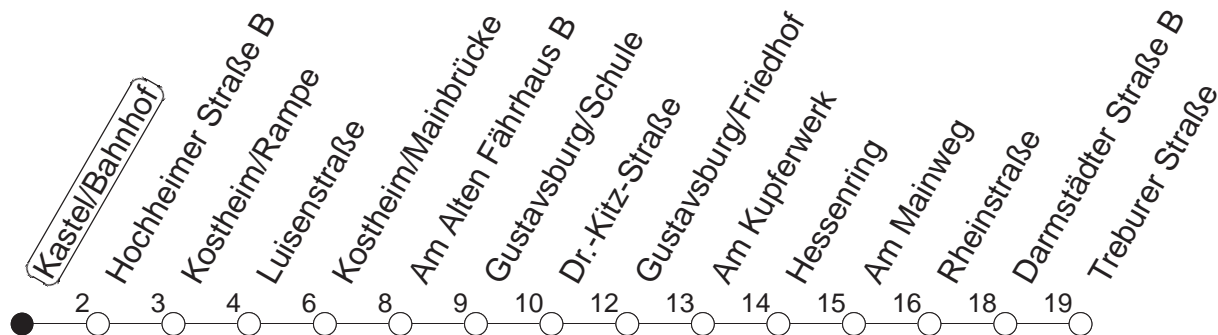 Kastel/Bahnhof
Hochheimer Straße B
Kostheim/Rampe
Luisenstraße
Kostheim/Mainbrücke
Am Alten Fährhaus B
Gustavsburg/Schule
Dr.-Kitz-Straße
Gustavsburg/Friedhof
Am Kupferwerk
Hessenring
Am Mainweg
Rheinstraße
Darmstädter Straße B
Treburer Straße
2 3 4 6 8 9 10 12 13 14 15 16 18 19